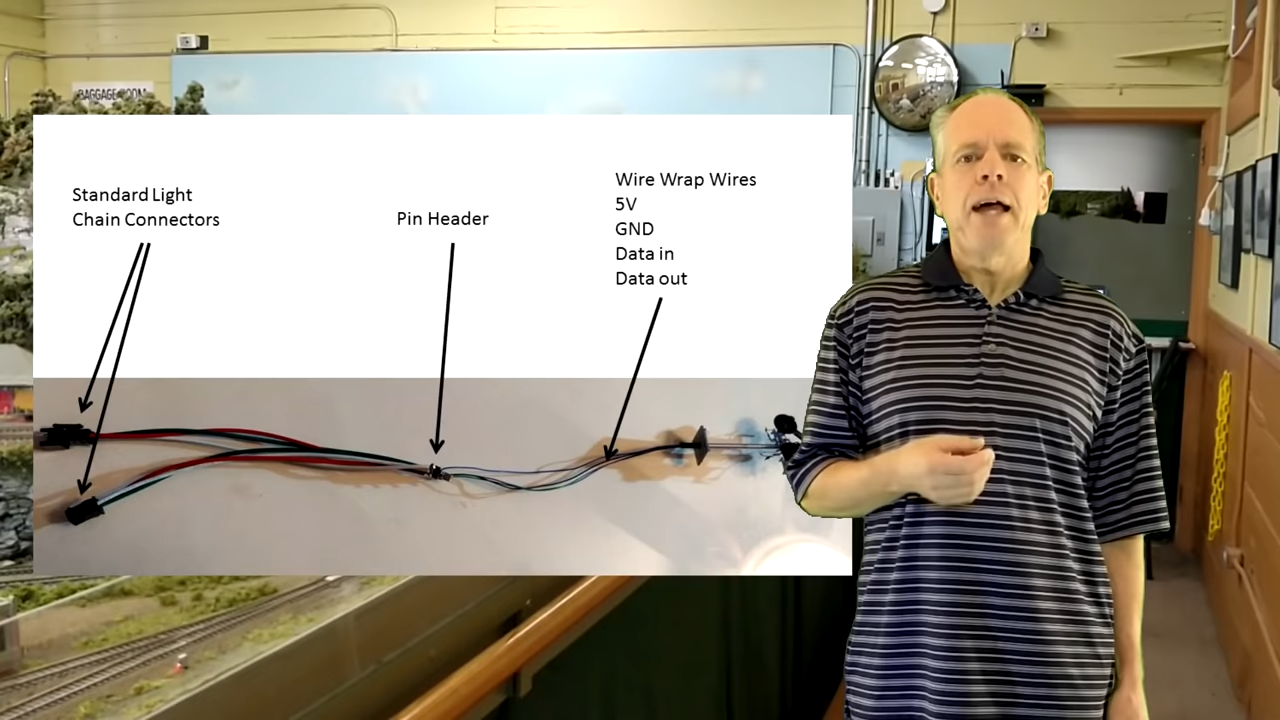 BAGGAGE ROOM
Standard Light
Chain Connectors
Pin Header
Wire Wrap Wires
5V
GND
Data in
Data out